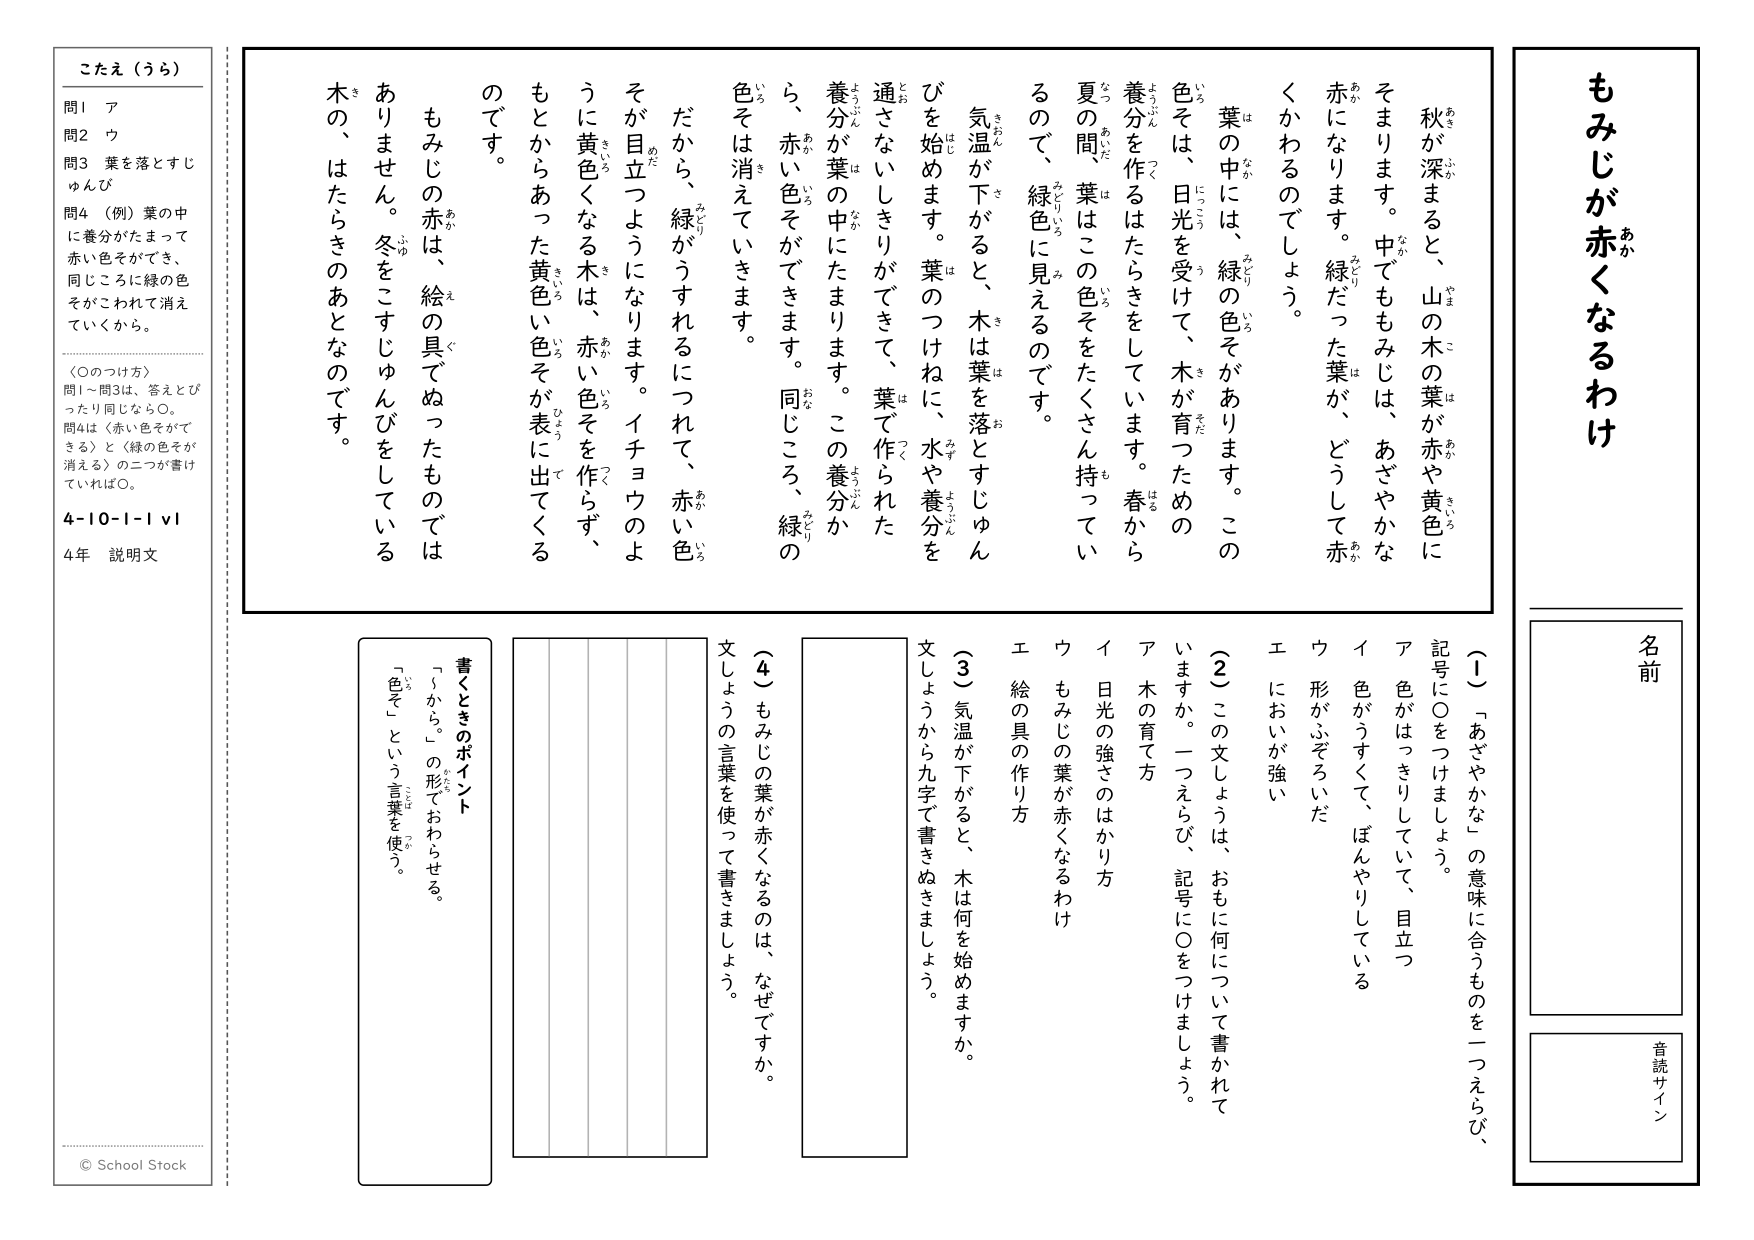 もみじが赤くなるわけ
名前
音読サイン
秋が深まると、山の木の葉が赤や黄色に
そまります。中でももみじは、あざやかな
赤になります。緑だった葉が、どうして赤
くかわるのでしょう。
葉の中には、緑の色そがあります。この
色そは、日光を受けて、木が育つための
養分を作るはたらきをしています。春から
夏の間、葉はこの色そをたくさん持ってい
るので、緑色に見えるのです。
気温が下がると、木は葉を落とすじゅん
びを始めます。葉のつけねに、水や養分を
通さないしきりができて、葉で作られた
養分が葉の中にたまります。この養分か
ら、赤い色そができます。同じころ、緑の
色そは消えていきます。
だから、緑がうすれるにつれて、赤い色
そが目立つようになります。イチョウのよ
うに黄色くなる木は、赤い色そを作らず、
もとからあった黄色い色そが表に出てくる
のです。
もみじの赤は、絵の具でぬったものでは
ありません。冬をこすじゅんびをしている
木の、はたらきのあとなのです。
(1)「あざやかな」の意味に合うものを一つえらび、
記号に○をつけましょう。
ア 色がはっきりしていて、目立つ
イ 色がうすくて、ぼんやりしている
ウ 形がふぞろいだ
エ においが強い
(2)この文しょうは、おもに何について書かれて
いますか。一つえらび、記号に○をつけましょう。
ア 木の育て方
イ 日光の強さのはかり方
ウ もみじの葉が赤くなるわけ
エ 絵の具の作り方
(3)気温が下がると、木は何を始めますか。
文しょうから九字で書きぬきましょう。
(4)もみじの葉が赤くなるのは、なぜですか。
文しょうの言葉を使って書きましょう。
書くときのポイント
「〜から。」の形でおわらせる。
「色そ」という言葉を使う。
こたえ（うら）
問1 ア
問2 ウ
問3 葉を落とすじ
ゅんび
問4 （例）葉の中
に養分がたまって
赤い色そができ、
同じころに緑の色
そがこわれて消え
ていくから。
〈○のつけ方〉
問1〜問3は、答えとぴ
ったり同じなら○。
問4は〈赤い色そがで
きる〉と〈緑の色そが
消える〉の二つが書け
ていれば○。
4-10-1-1 v1
4年 説明文
© School Stock